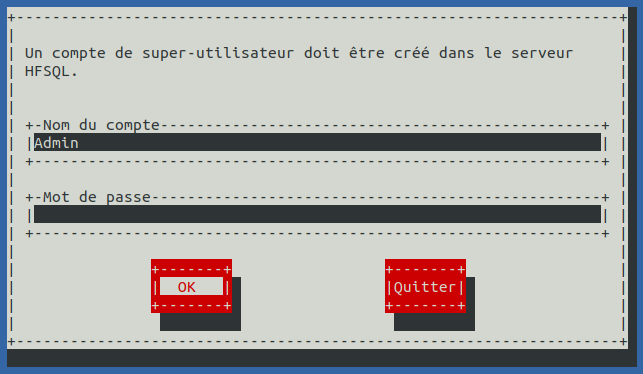 Un compte de super-utilisateur doit être créé dans le serveur
HFSQL.
Nom du compte
Admin
Mot de passe
OK
Quitter